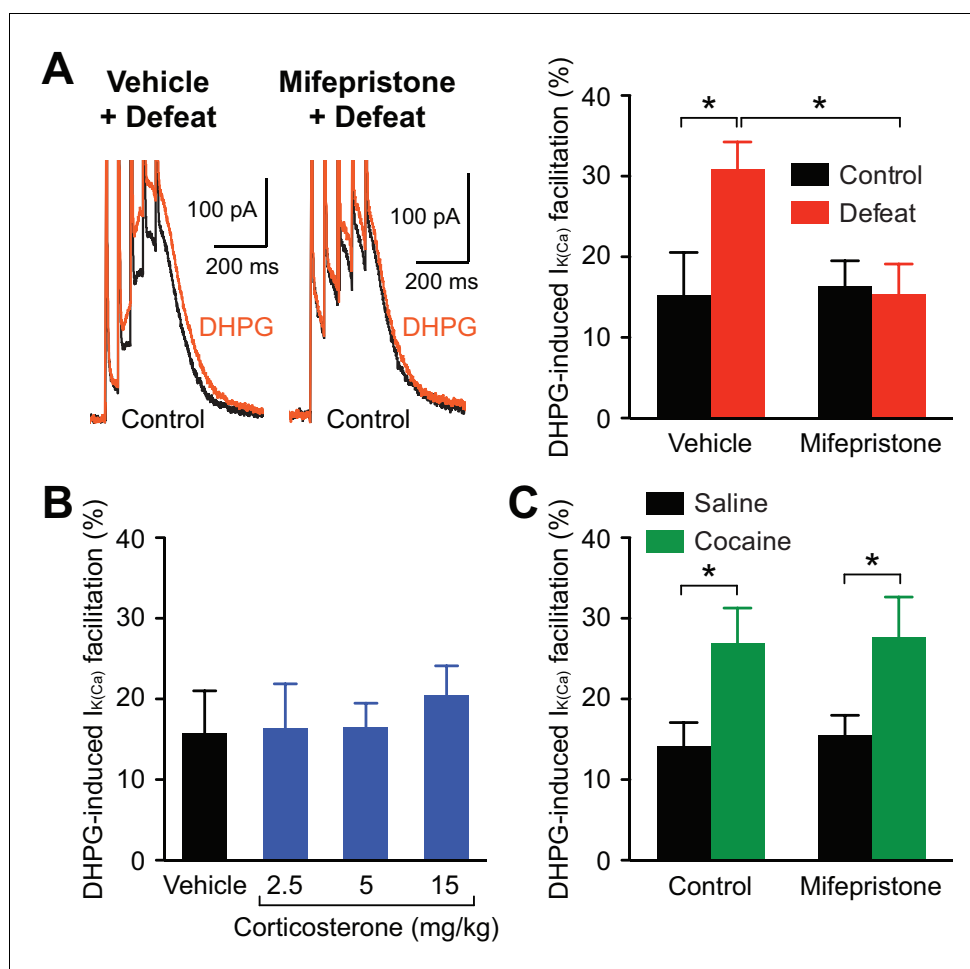 A
Vehicle
+ Defeat
Mifepristone
+ Defeat
100 pA
200 ms
DHPG
Control
100 pA
200 ms
DHPG
Control
DHPG-induced IK(Ca) facilitation (%)
40
30
20
10
0
*
*
Control
Defeat
Vehicle
Mifepristone
B
DHPG-induced IK(Ca) facilitation (%)
40
30
20
10
0
Vehicle
2.5
5
15
Corticosterone (mg/kg)
C
DHPG-induced IK(Ca) facilitation (%)
Saline
Cocaine
40
30
20
10
0
*
*
Control
Mifepristone